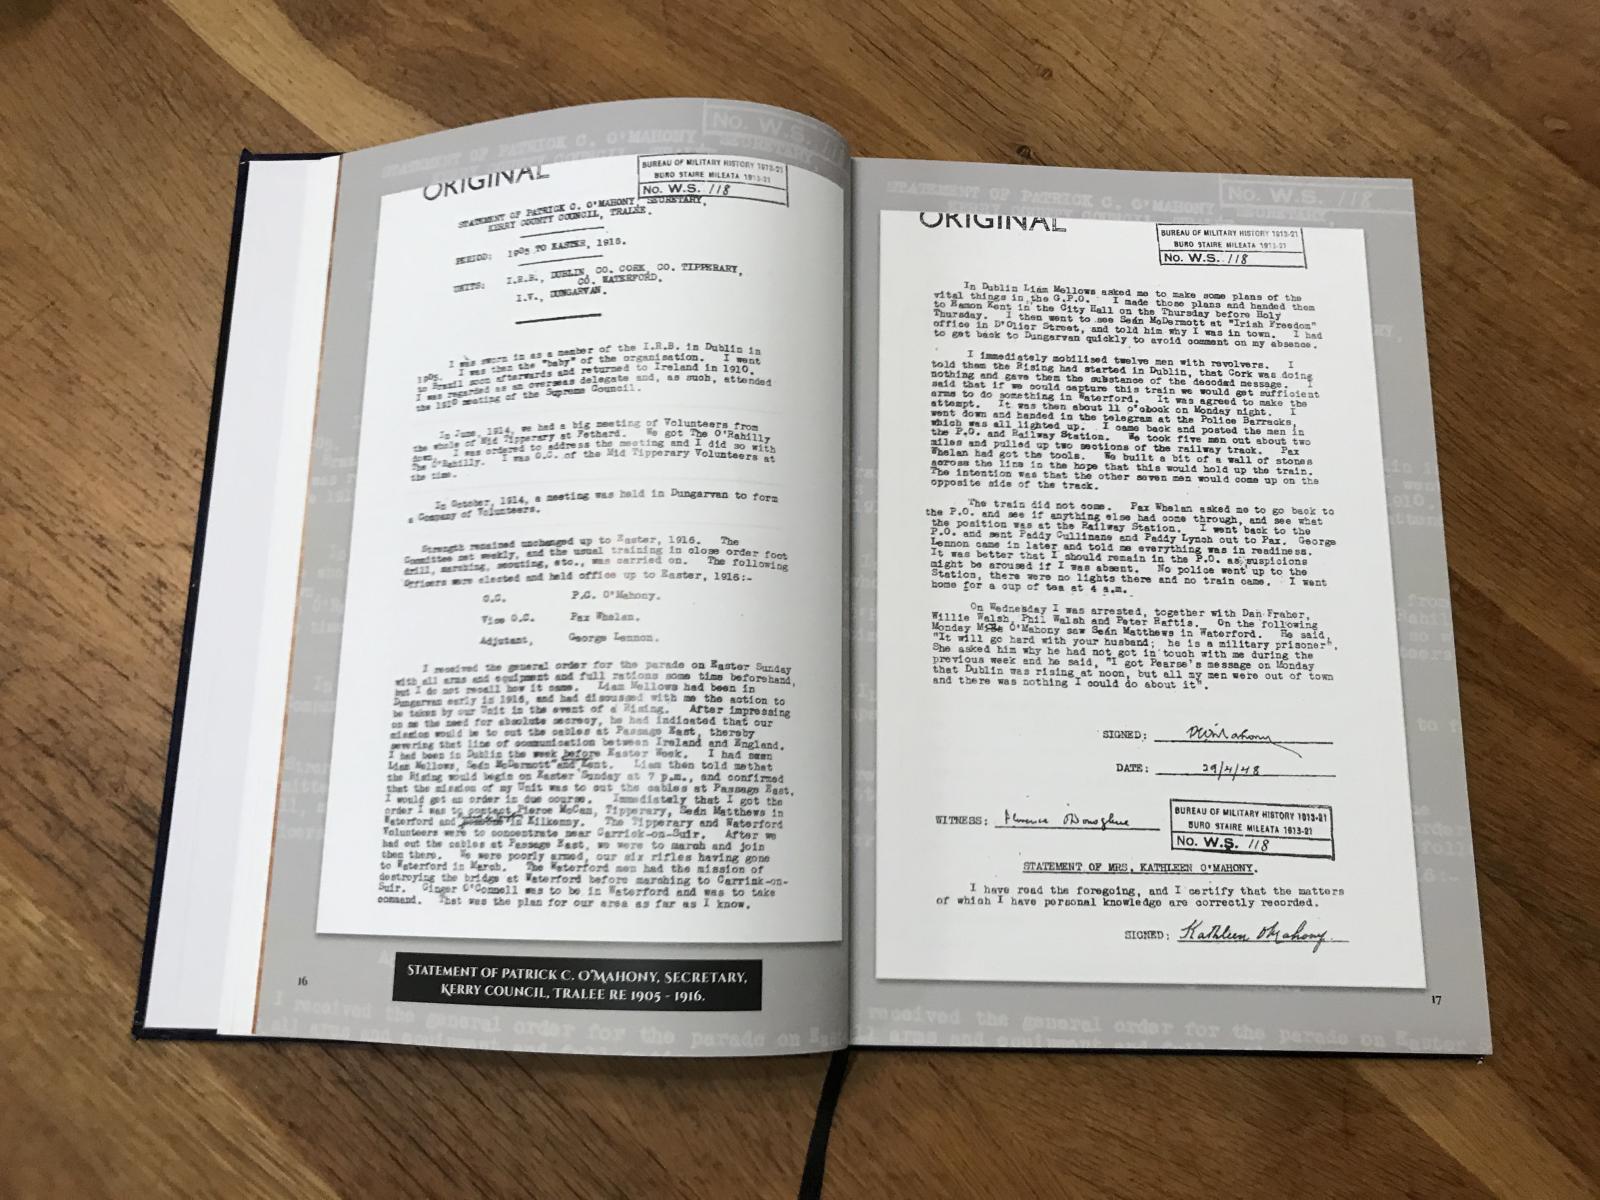 ORIGINAL
BUREAU OF MILITARY HISTORY 1913-21
BURO STAIRE MILEATA 1913-21
No. W.S. 118
STATEMENT OF PATRICK C. O'MAHONY, SECRETARY,
KERRY COUNTY COUNCIL, TRALEE.
PERIOD: 1905 TO EASTER, 1916.
UNITS: I.R.B., DUBLIN, CO. CORK, CO. TIPPERARY,
CO. WATERFORD.
I.V., DUNGARVAN.
I was sworn in as a member of the I.R.B. in Dublin in
1905. I was then the "baby" of the organisation. I went
to Brazil soon afterwards and returned to Ireland in 1910.
I was regarded as an overseas delegate and, as such, attended
the 1910 meeting of the Supreme Council.
In June, 1914, we had a big meeting of Volunteers from
the whole of Mid Tipperary at Fethard. We got The O'Rahilly
down. I was ordered to address the meeting and I did so with
The O'Rahilly. I was O.C. of the Mid Tipperary Volunteers at
the time.
In October, 1914, a meeting was held in Dungarvan to form
a Company of Volunteers.
Strength remained unchanged up to Easter, 1916. The
Committee met weekly, and the usual training in close order foot
drill, marching, scouting, etc., was carried on. The following
Officers were elected and held office up to Easter, 1916:-
O.C. P.C. O'Mahony.
Vice O.C. Pax Whelan.
Adjutant, George Lennon.
I received the general order for the parade on Easter Sunday
with all arms and equipment and full rations some time beforehand,
but I do not recall how it came. Liam Mellows had been in
Dungarvan early in 1916, and had discussed with me the action to
be taken by our Unit in the event of a Rising. After impressing
on me the need for absolute secrecy, he had indicated that our
mission would be to cut the cables at Passage East, thereby
severing that line of communication between Ireland and England.
I had been in Dublin the week before Easter Week. I had seen
Liam Mellows, Seán McDermott and Kent. Liam then told me that
the Rising would begin on Easter Sunday at 7 p.m., and confirmed
that the mission of my Unit was to cut the cables at Passage East.
I would get an order in due course. Immediately that I got the
order I was to contact Pierce McCan, Tipperary, Seán Matthews in
Waterford and in Kilkenny. The Tipperary and Waterford
Volunteers were to concentrate near Carrick-on-Suir. After we
had cut the cables at Passage East, we were to march and join
them there. We were poorly armed, our six rifles having gone
to Waterford in March. The Waterford men had the mission of
destroying the bridge at Waterford before marching to Carrick-on-
Suir. Ginger O'Connell was to be in Waterford and was to take
command. That was the plan for our area as far as I know.
STATEMENT OF PATRICK C. O'MAHONY, SECRETARY,
KERRY COUNCIL, TRALEE RE 1905 - 1916.
16
ORIGINAL
BUREAU OF MILITARY HISTORY 1913-21
BURO STAIRE MILEATA 1913-21
No. W.S. 118
In Dublin Liam Mellows asked me to make some plans of the
vital things in the G.P.O. I made those plans and handed them
to Eamon Kent in the City Hall on the Thursday before Holy
Thursday. I then went to see Seán McDermott at "Irish Freedom"
office in D'Olier Street, and told him why I was in town. I had
to get back to Dungarvan quickly to avoid comment on my absence.
I immediately mobilised twelve men with revolvers. I
told them the Rising had started in Dublin, that Cork was doing
nothing and gave them the substance of the decoded message. I
said that if we could capture this train we would get sufficient
arms to do something in Waterford. It was agreed to make the
attempt. It was then about 11 o'obook on Monday night. I
went down and handed in the telegram at the Police Barracks,
which was all lighted up. I came back and posted the men in
the P.O. and Railway Station. We took five men out about two
miles and pulled up two sections of the railway track. Pax
Whelan had got the tools. We built a bit of a wall of stones
across the line in the hope that this would hold up the train.
The intention was that the other seven men would come up on the
opposite side of the track.
The train did not come. Pax Whelan asked me to go back to
the P.O. and see if anything else had come through, and see what
the position was at the Railway Station. I went back to the
P.O. and sent Paddy Cullinane and Paddy Lynch out to Pax. George
Lennon came in later and told me everything was in readiness.
It was better that I should remain in the P.O. as suspicions
might be aroused if I was absent. No police went up to the
Station, there were no lights there and no train came. I went
home for a cup of tea at 4 a.m.
On Wednesday I was arrested, together with Dan Fraher,
Willie Walsh, Phil Walsh and Peter Raftis. On the following
Monday Mrs. O'Mahony saw Seán Matthews in Waterford. He said,
"It will go hard with your husband; he is a military prisoner".
She asked him why he had not got in touch with me during the
previous week and he said, "I got Pearse's message on Monday
that Dublin was rising at noon, but all my men were out of town
and there was nothing I could do about it".
SIGNED: PC O'Mahony
DATE: 29/4/48
WITNESS: Florence O'Donoghue
BUREAU OF MILITARY HISTORY 1913-21
BURO STAIRE MILEATA 1913-21
No. W.S. 118
STATEMENT OF MRS. KATHLEEN O'MAHONY.
I have read the foregoing, and I certify that the matters
of which I have personal knowledge are correctly recorded.
SIGNED: Kathleen O'Mahony.
17